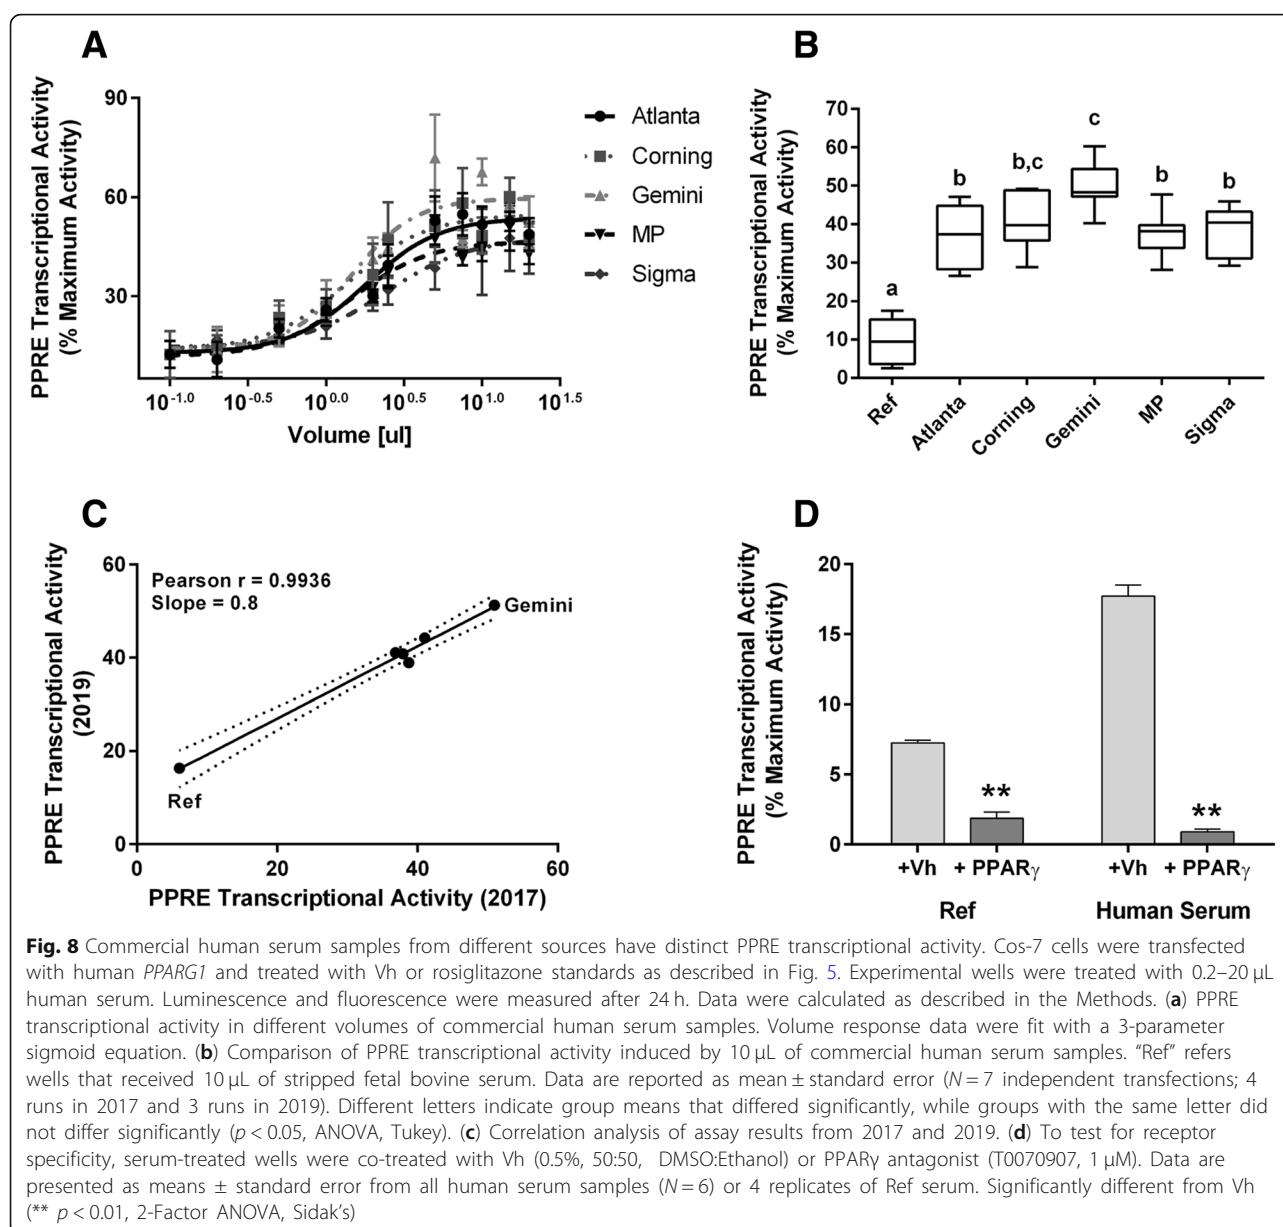 A
PPRE Transcriptional Activity
(% Maximum Activity)
90
60
30
10-1.0
10-0.5
100.0
100.5
101.0
101.5
Volume [ul]
Atlanta
Corning
Gemini
MP
Sigma
B
PPRE Transcriptional Activity
(% Maximum Activity)
70
60
50
40
30
20
10
0
a
b
b,c
c
b
b
Ref
Atlanta
Corning
Gemini
MP
Sigma
C
PPRE Transcriptional Activity
(2019)
60
40
20
0
Pearson r = 0.9936
Slope = 0.8
Gemini
Ref
0
20
40
60
PPRE Transcriptional Activity (2017)
D
PPRE Transcriptional Activity
(% Maximum Activity)
20
15
10
5
0
**
**
+Vh
+ PPARγ
+Vh
+ PPARγ
Ref
Human Serum
Fig. 8 Commercial human serum samples from different sources have distinct PPRE transcriptional activity. Cos-7 cells were transfected
with human PPARG1 and treated with Vh or rosiglitazone standards as described in Fig. 5. Experimental wells were treated with 0.2–20 μL
human serum. Luminescence and fluorescence were measured after 24 h. Data were calculated as described in the Methods. (a) PPRE
transcriptional activity in different volumes of commercial human serum samples. Volume response data were fit with a 3-parameter
sigmoid equation. (b) Comparison of PPRE transcriptional activity induced by 10 μL of commercial human serum samples. “Ref” refers
wells that received 10 μL of stripped fetal bovine serum. Data are reported as mean ± standard error (N = 7 independent transfections; 4
runs in 2017 and 3 runs in 2019). Different letters indicate group means that differed significantly, while groups with the same letter did
not differ significantly (p < 0.05, ANOVA, Tukey). (c) Correlation analysis of assay results from 2017 and 2019. (d) To test for receptor
specificity, serum-treated wells were co-treated with Vh (0.5%, 50:50, DMSO:Ethanol) or PPARγ antagonist (T0070907, 1 μM). Data are
presented as means ± standard error from all human serum samples (N = 6) or 4 replicates of Ref serum. Significantly different from Vh
(** p < 0.01, 2-Factor ANOVA, Sidak’s)